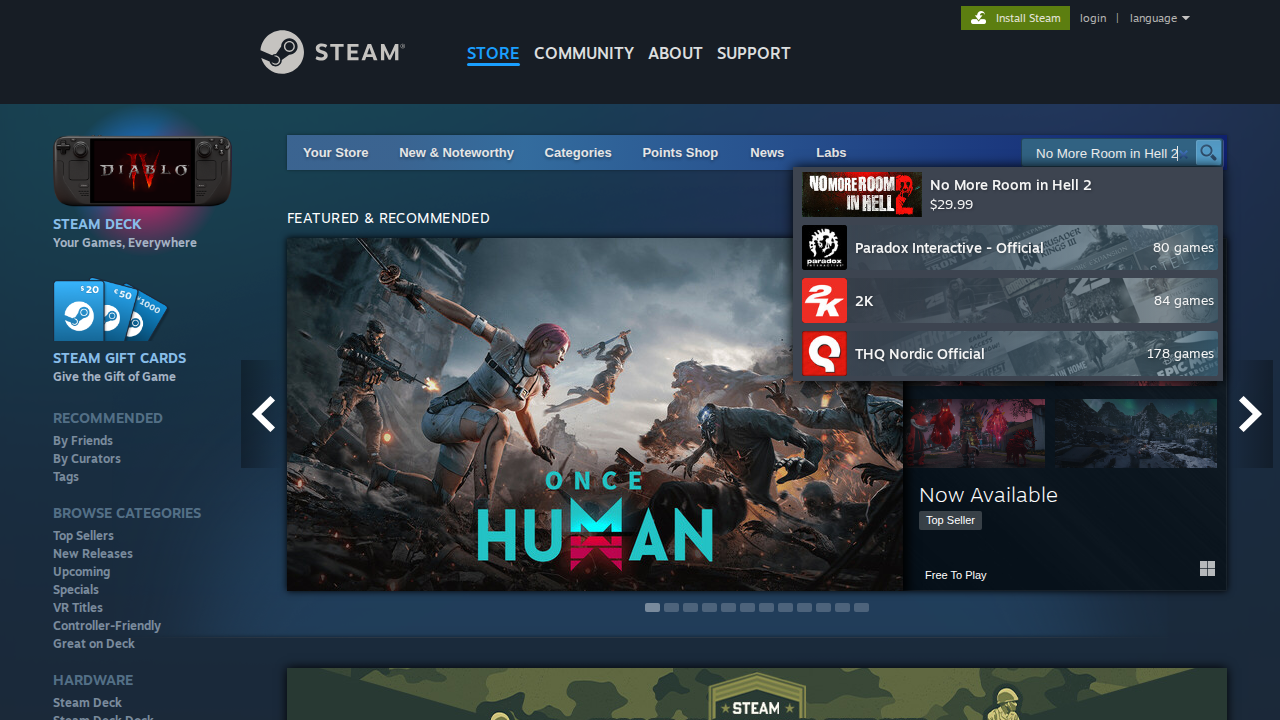 Install Steam
login
|
language
STEAM®
STORE
COMMUNITY
ABOUT
SUPPORT
DIABLO
IV
STEAM DECK
Your Games, Everywhere
$ 20
€ 50
STEAM GIFT CARDS
Give the Gift of Game
RECOMMENDED
By Friends
By Curators
Tags
BROWSE CATEGORIES
Top Sellers
New Releases
Upcoming
Specials
VR Titles
Controller-Friendly
Great on Deck
HARDWARE
Steam Deck
Steam Deck Dock
Your Store
New & Noteworthy
Categories
Points Shop
News
Labs
No More Room in Hell 2
NO MORE ROOM
IN HELL 2
No More Room in Hell 2
$29.99
paradox
INTERACTIVE
Paradox Interactive - Official
80 games
2K
2K
84 games
THQ Nordic Official
178 games
FEATURED & RECOMMENDED
ONCE
HUMAN
Now Available
Top Seller
Free To Play
STEAM